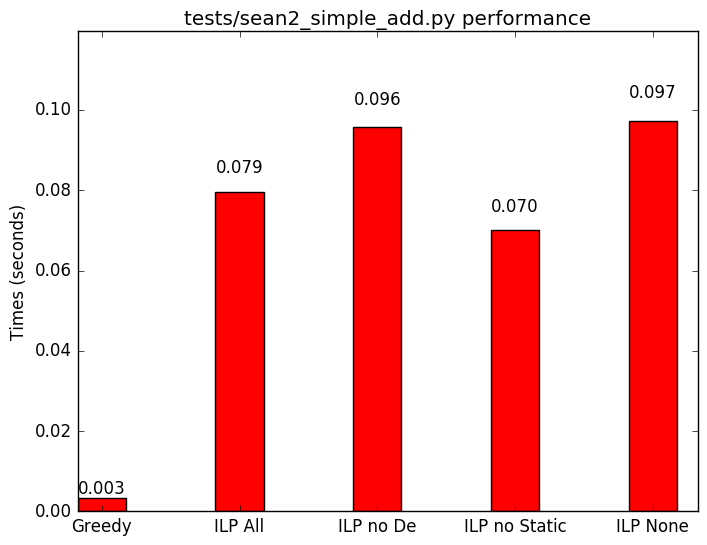 tests/sean2_simple_add.py performance
Times (seconds)
0.10
0.08
0.06
0.04
0.02
0.00
0.003
0.079
0.096
0.070
0.097
Greedy
ILP All
ILP no De
ILP no Static
ILP None